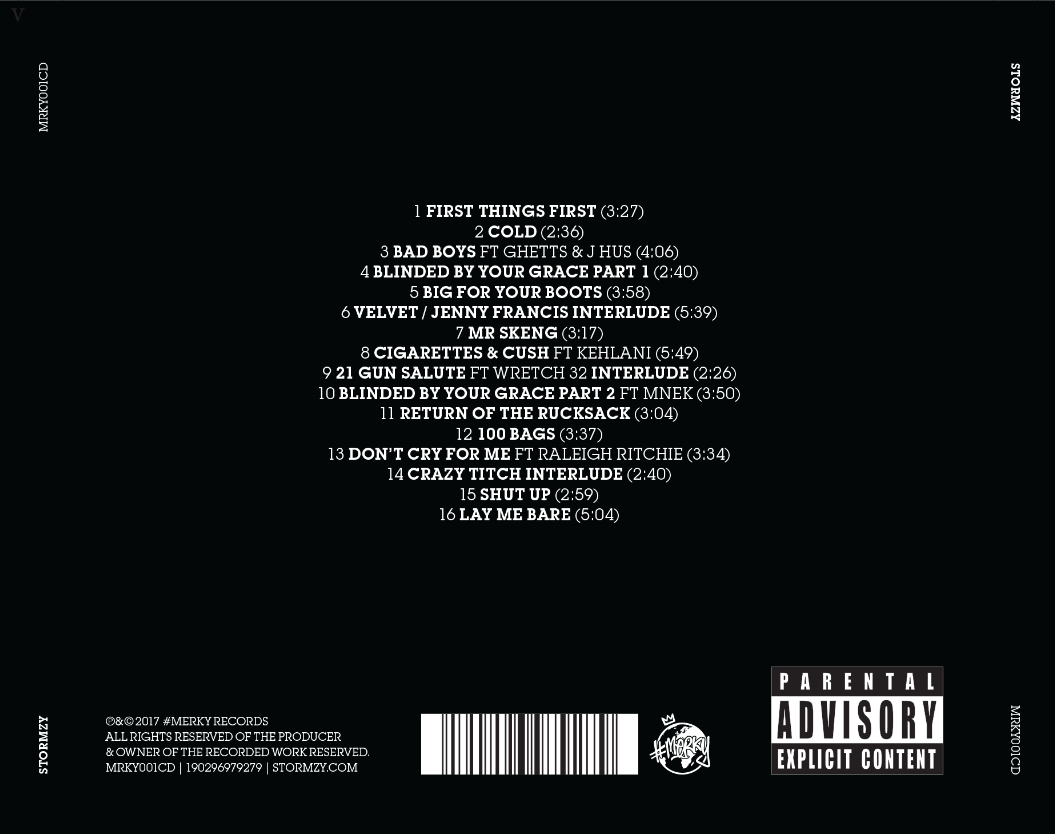 V
MRKY001CD
STORMZY
1 FIRST THINGS FIRST (3:27)
2 COLD (2:36)
3 BAD BOYS FT GHETTS & J HUS (4:06)
4 BLINDED BY YOUR GRACE PART 1 (2:40)
5 BIG FOR YOUR BOOTS (3:58)
6 VELVET / JENNY FRANCIS INTERLUDE (5:39)
7 MR SKENG (3:17)
8 CIGARETTES & CUSH FT KEHLANI (5:49)
9 21 GUN SALUTE FT WRETCH 32 INTERLUDE (2:26)
10 BLINDED BY YOUR GRACE PART 2 FT MNEK (3:50)
11 RETURN OF THE RUCKSACK (3:04)
12 100 BAGS (3:37)
13 DON'T CRY FOR ME FT RALEIGH RITCHIE (3:34)
14 CRAZY TITCH INTERLUDE (2:40)
15 SHUT UP (2:59)
16 LAY ME BARE (5:04)
STORMZY
℗&©2017 #MERKY RECORDS
ALL RIGHTS RESERVED OF THE PRODUCER
& OWNER OF THE RECORDED WORK RESERVED.
MRKY001CD | 190296979279 | STORMZY.COM
#MERKY
PARENTAL
ADVISORY
EXPLICIT CONTENT
MRKY001CD